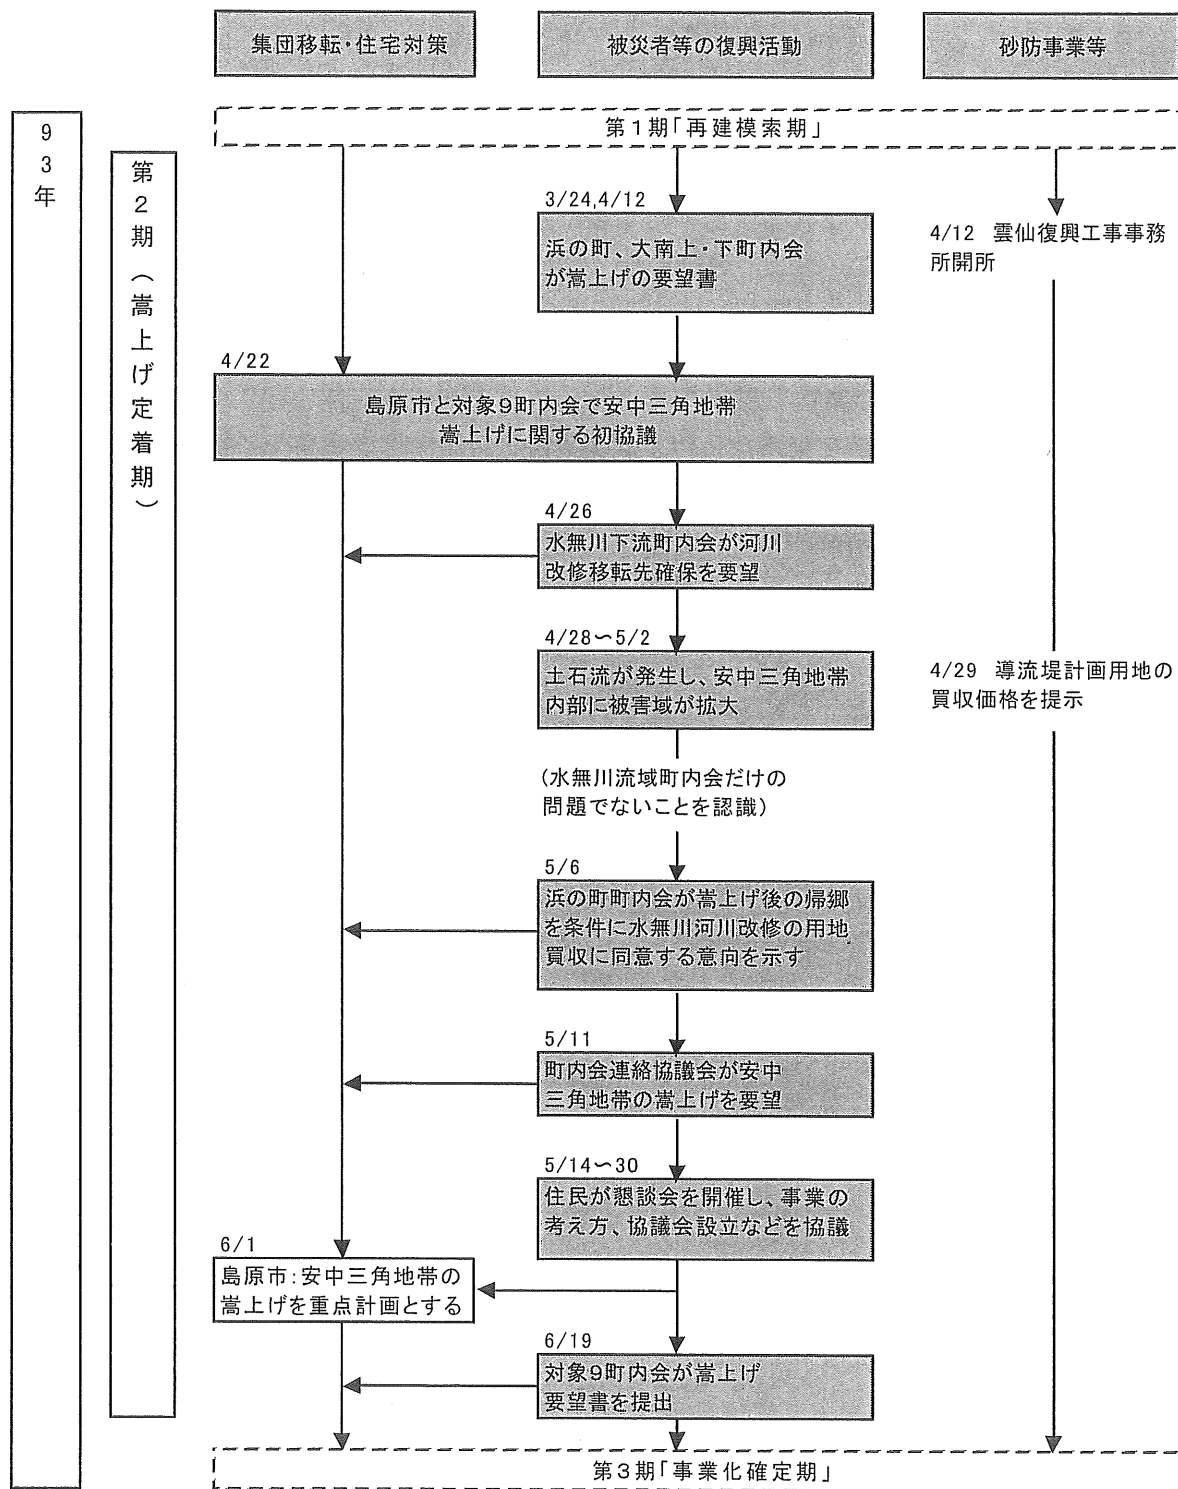 集団移転・住宅対策
被災者等の復興活動
砂防事業等
93年
第2期(嵩上げ定着期)
第1期「再建模索期」
3/24,4/12
浜の町、大南上・下町内会
が嵩上げの要望書
4/12 雲仙復興工事事務
所開所
4/22
島原市と対象9町内会で安中三角地帯
嵩上げに関する初協議
4/26
水無川下流町内会が河川
改修移転先確保を要望
4/28～5/2
土石流が発生し、安中三角地帯
内部に被害域が拡大
4/29 導流堤計画用地の
買収価格を提示
(水無川流域町内会だけの
問題でないことを認識)
5/6
浜の町町内会が嵩上げ後の帰郷
を条件に水無川河川改修の用地
買収に同意する意向を示す
5/11
町内会連絡協議会が安中
三角地帯の嵩上げを要望
5/14～30
住民が懇談会を開催し、事業の
考え方、協議会設立などを協議
6/1
島原市:安中三角地帯の
嵩上げを重点計画とする
6/19
対象9町内会が嵩上げ
要望書を提出
第3期「事業化確定期」